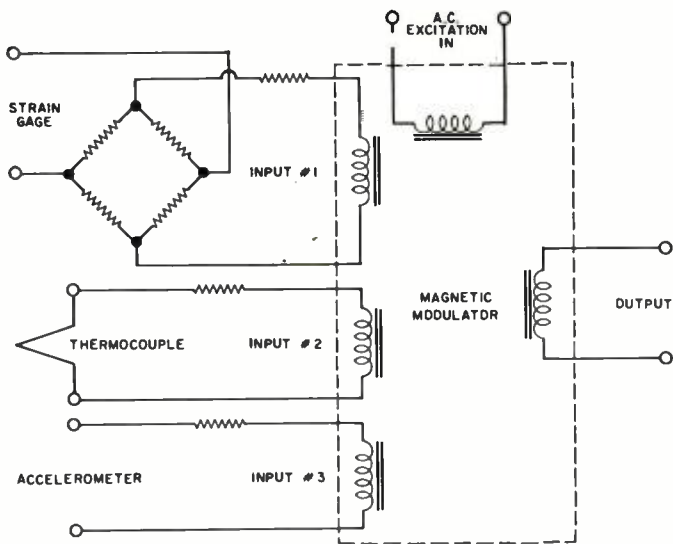 A.C.
EXCITATION
IN
STRAIN
GAGE
INPUT #1
THERMOCOUPLE
INPUT #2
MAGNETIC
MODULATOR
OUTPUT
ACCELEROMETER
INPUT #3